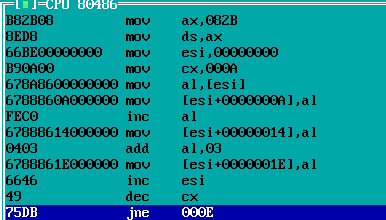 [■]=CPU 80486
B82B08 mov ax,082B
8ED8 mov ds,ax
66BE00000000 mov esi,00000000
B90A00 mov cx,000A
678A8600000000 mov al,[esi]
6788860A000000 mov [esi+0000000A],al
FEC0 inc al
67888614000000 mov [esi+00000014],al
0403 add al,03
6788861E000000 mov [esi+0000001E],al
6646 inc esi
49 dec cx
75DB jne 000E